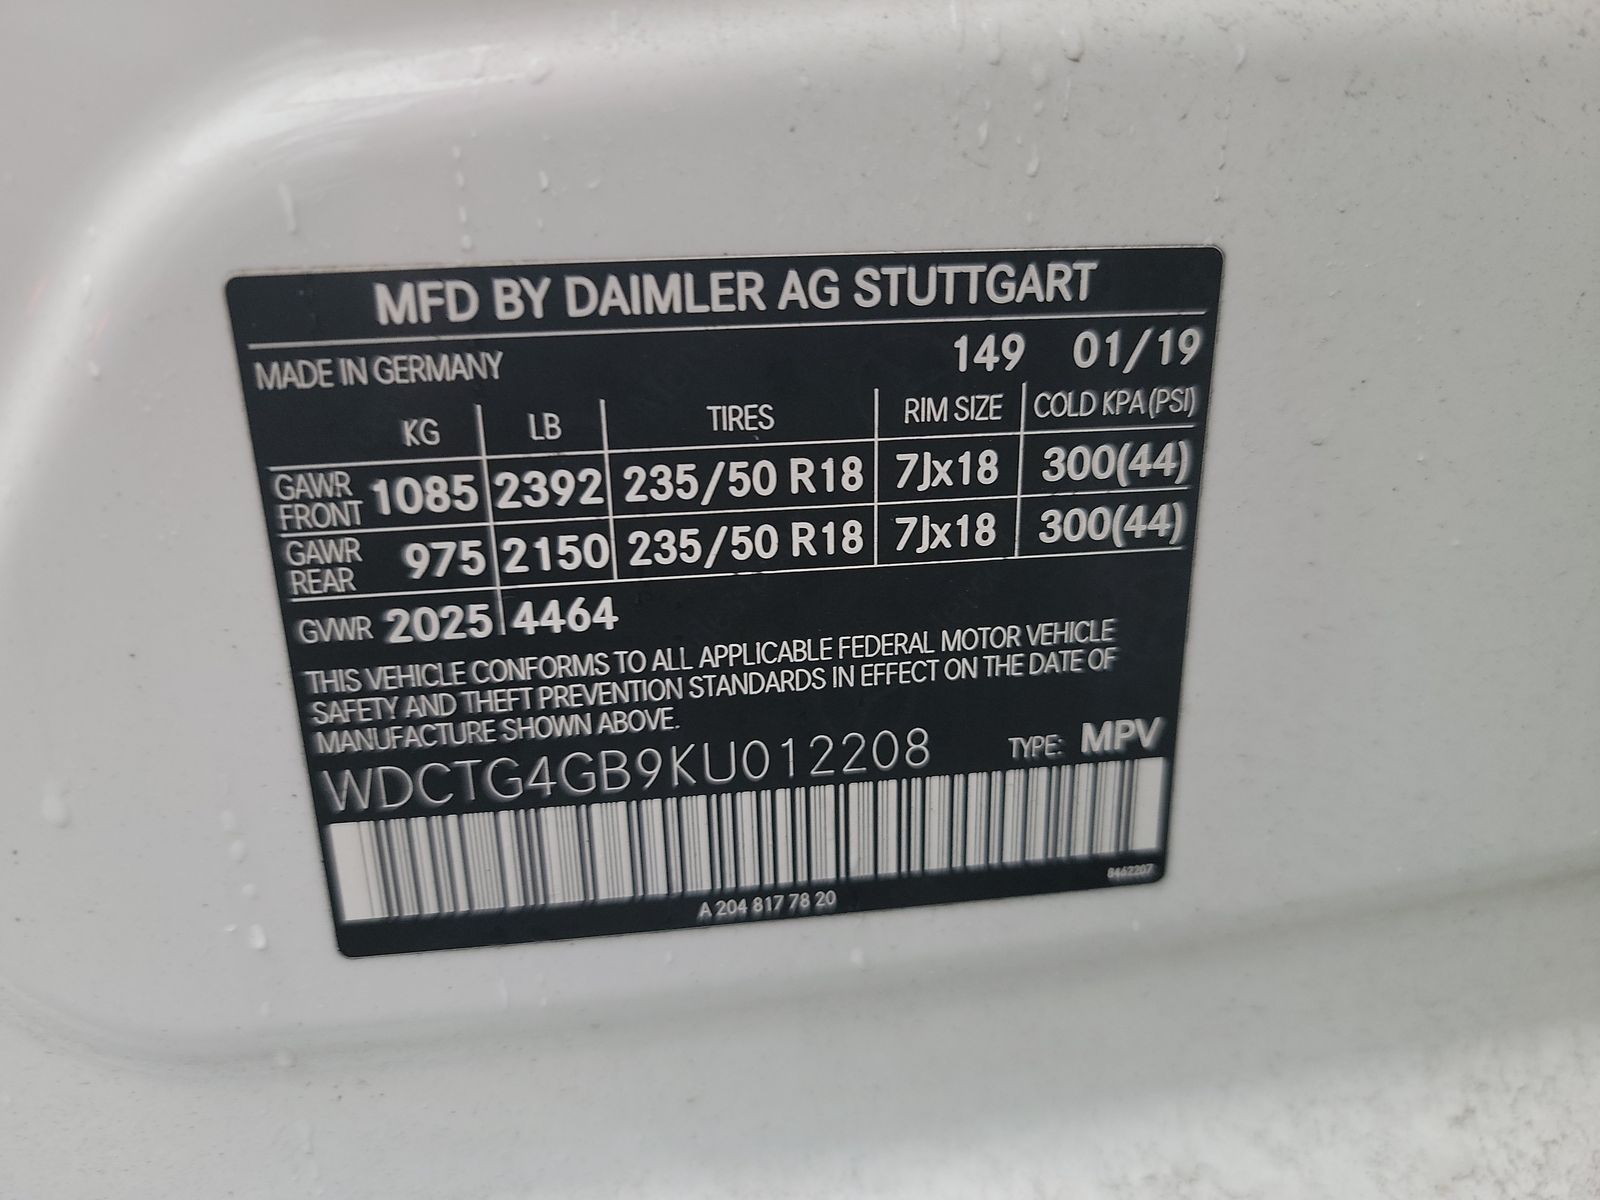 MFD BY DAIMLER AG STUTTGART
MADE IN GERMANY 149 01/19
KG LB TIRES RIM SIZE COLD KPA (PSI)
GAWR FRONT 1085 2392 235/50 R18 7Jx18 300(44)
GAWR REAR 975 2150 235/50 R18 7Jx18 300(44)
GVWR 2025 4464
THIS VEHICLE CONFORMS TO ALL APPLICABLE FEDERAL MOTOR VEHICLE
SAFETY AND THEFT PREVENTION STANDARDS IN EFFECT ON THE DATE OF
MANUFACTURE SHOWN ABOVE.
WDCTG4GB9KU012208 TYPE: MPV
8462207
A 204 817 78 20